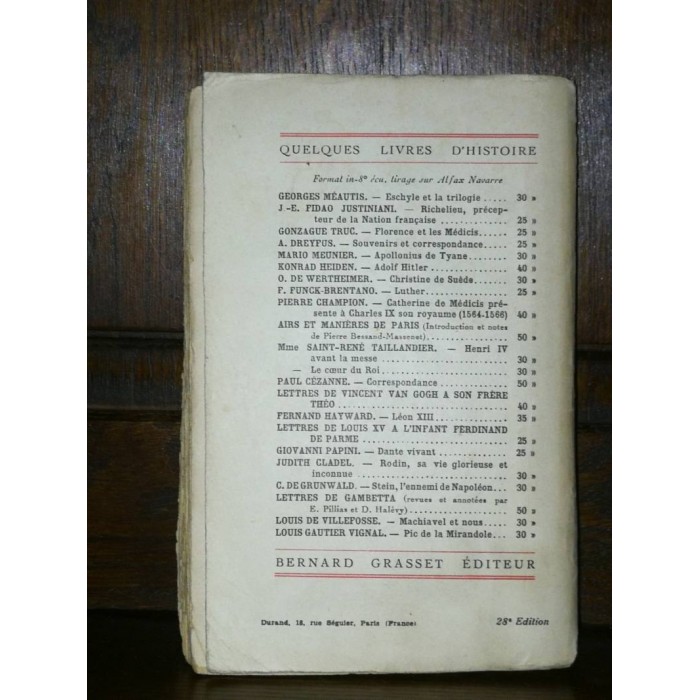 QUELQUES LIVRES D'HISTOIRE
Format in-8° écu, tirage sur Alfax Navarre
GEORGES MÉAUTIS. — Eschyle et la trilogie ..... 30 »
J.-E. FIDAO JUSTINIANI. — Richelieu, précep-
teur de la Nation française .............. 25 »
GONZAGUE TRUC. — Florence et les Médicis...... 25 »
A. DREYFUS. — Souvenirs et correspondance..... 25 »
MARIO MEUNIER. — Apollonius de Tyane........ 30 »
KONRAD HEIDEN. — Adolf Hitler .............. 40 »
O. DE WERTHEIMER. — Christine de Suède...... 30 »
F. FUNCK-BRENTANO. — Luther............... 25 »
PIERRE CHAMPION. — Catherine de Médicis pré-
sente à Charles IX son royaume (1564-1566) 40 »
AIRS ET MANIÈRES DE PARIS (Introduction et notes
de Pierre Bessand-Massenet)................ 50 »
Mme SAINT-RENÉ TAILLANDIER. — Henri IV
avant la messe ...................... 30 »
— Le cœur du Roi...................... 30 »
PAUL CÉZANNE. — Correspondance ............ 50 »
LETTRES DE VINCENT VAN GOGH A SON FRÈRE
THÉO ................................ 40 »
FERNAND HAYWARD. — Léon XIII.............. 35 »
LETTRES DE LOUIS XV A L'INFANT FERDINAND
DE PARME ........................... 25 »
GIOVANNI PAPINI. — Dante vivant ............ 25 »
JUDITH CLADEL. — Rodin, sa vie glorieuse et
inconnue ............................ 30 »
C. DE GRUNWALD. — Stein, l'ennemi de Napoléon... 30 »
LETTRES DE GAMBETTA (revues et annotées par
E. Pillias et D. Halévy).................... 50 »
LOUIS DE VILLEFOSSE. — Machiavel et nous..... 30 »
LOUIS GAUTIER VIGNAL. — Pic de la Mirandole... 30 »
BERNARD GRASSET ÉDITEUR
Durand, 18, rue Séguier, Paris (France) 28e Edition